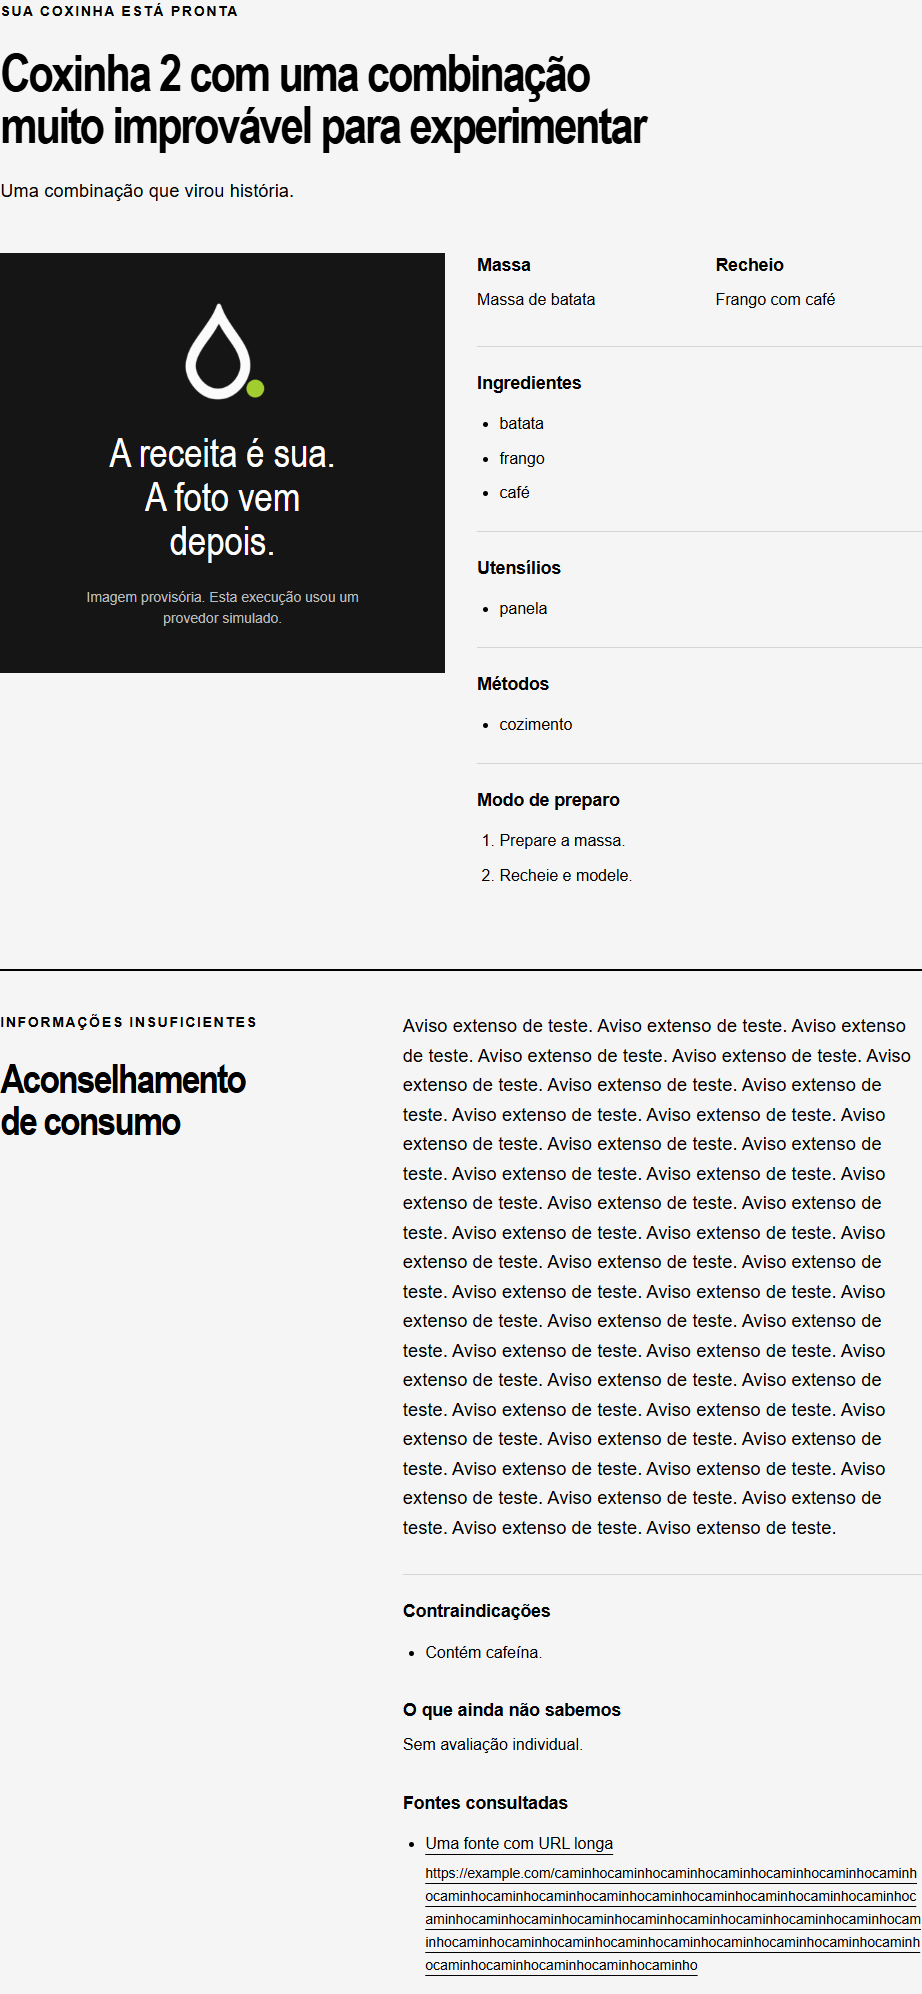 SUA COXINHA ESTÁ PRONTA
Coxinha 2 com uma combinação
muito improvável para experimentar
Uma combinação que virou história.
A receita é sua.
A foto vem
depois.
Imagem provisória. Esta execução usou um
provedor simulado.
Massa
Massa de batata
Recheio
Frango com café
Ingredientes
batata
frango
café
Utensílios
panela
Métodos
cozimento
Modo de preparo
1. Prepare a massa.
2. Recheie e modele.
INFORMAÇÕES INSUFICIENTES
Aconselhamento
de consumo
Aviso extenso de teste. Aviso extenso de teste. Aviso extenso
de teste. Aviso extenso de teste. Aviso extenso de teste. Aviso
extenso de teste. Aviso extenso de teste. Aviso extenso de
teste. Aviso extenso de teste. Aviso extenso de teste. Aviso
extenso de teste. Aviso extenso de teste. Aviso extenso de
teste. Aviso extenso de teste. Aviso extenso de teste. Aviso
extenso de teste. Aviso extenso de teste. Aviso extenso de
teste. Aviso extenso de teste. Aviso extenso de teste. Aviso
extenso de teste. Aviso extenso de teste. Aviso extenso de
teste. Aviso extenso de teste. Aviso extenso de teste. Aviso
extenso de teste. Aviso extenso de teste. Aviso extenso de
teste. Aviso extenso de teste. Aviso extenso de teste. Aviso
extenso de teste. Aviso extenso de teste. Aviso extenso de
teste. Aviso extenso de teste. Aviso extenso de teste. Aviso
extenso de teste. Aviso extenso de teste. Aviso extenso de
teste. Aviso extenso de teste. Aviso extenso de teste. Aviso
extenso de teste. Aviso extenso de teste. Aviso extenso de
teste. Aviso extenso de teste. Aviso extenso de teste.
Contraindicações
Contém cafeína.
O que ainda não sabemos
Sem avaliação individual.
Fontes consultadas
Uma fonte com URL longa
https://example.com/caminhocaminhocaminhocaminhocaminhocaminhocaminh
ocaminhocaminhocaminhocaminhocaminhocaminhocaminhocaminhocaminhoc
aminhocaminhocaminhocaminhocaminhocaminhocaminhocaminhocaminhocam
inhocaminhocaminhocaminhocaminhocaminhocaminhocaminhocaminhocaminh
ocaminhocaminhocaminhocaminhocaminho